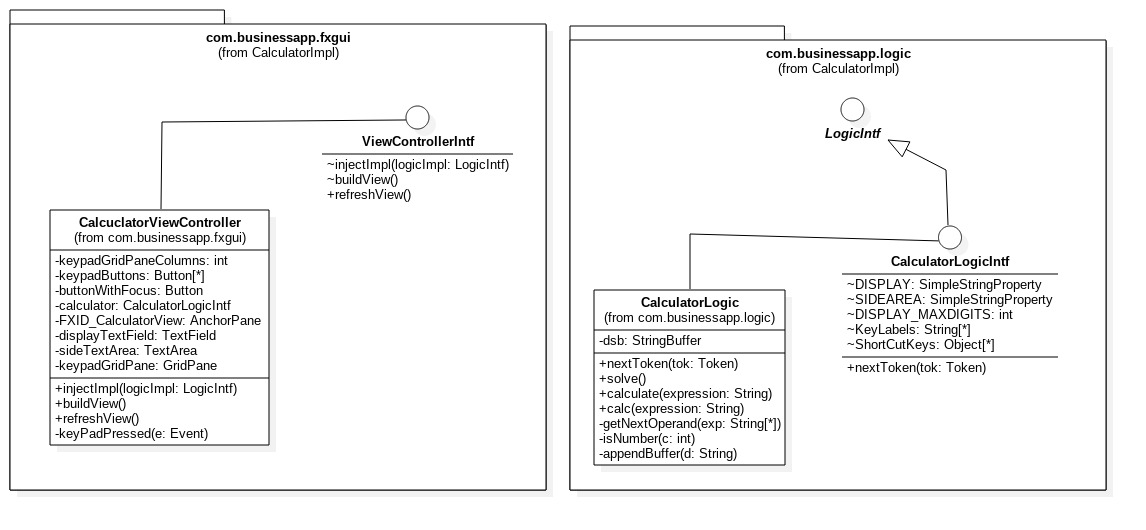 com.businessapp.fxgui
(from CalculatorImpl)
ViewControllerIntf
~injectImpl(logicImpl: LogicIntf)
~buildView()
+refreshView()
CalcuclatorViewController
(from com.businessapp.fxgui)
-keypadGridPaneColumns: int
-keypadButtons: Button[*]
-buttonWithFocus: Button
-calculator: CalculatorLogicIntf
-FXID_CalculatorView: AnchorPane
-displayTextField: TextField
-sideTextArea: TextArea
-keypadGridPane: GridPane
+injectImpl(logicImpl: LogicIntf)
+buildView()
+refreshView()
-keyPadPressed(e: Event)
com.businessapp.logic
(from CalculatorImpl)
LogicIntf
CalculatorLogicIntf
~DISPLAY: SimpleStringProperty
~SIDEAREA: SimpleStringProperty
~DISPLAY_MAXDIGITS: int
~KeyLabels: String[*]
~ShortCutKeys: Object[*]
+nextToken(tok: Token)
CalculatorLogic
(from com.businessapp.logic)
-dsb: StringBuffer
+nextToken(tok: Token)
+solve()
+calculate(expression: String)
+calc(expression: String)
-getNextOperand(exp: String[*])
-isNumber(c: int)
-appendBuffer(d: String)